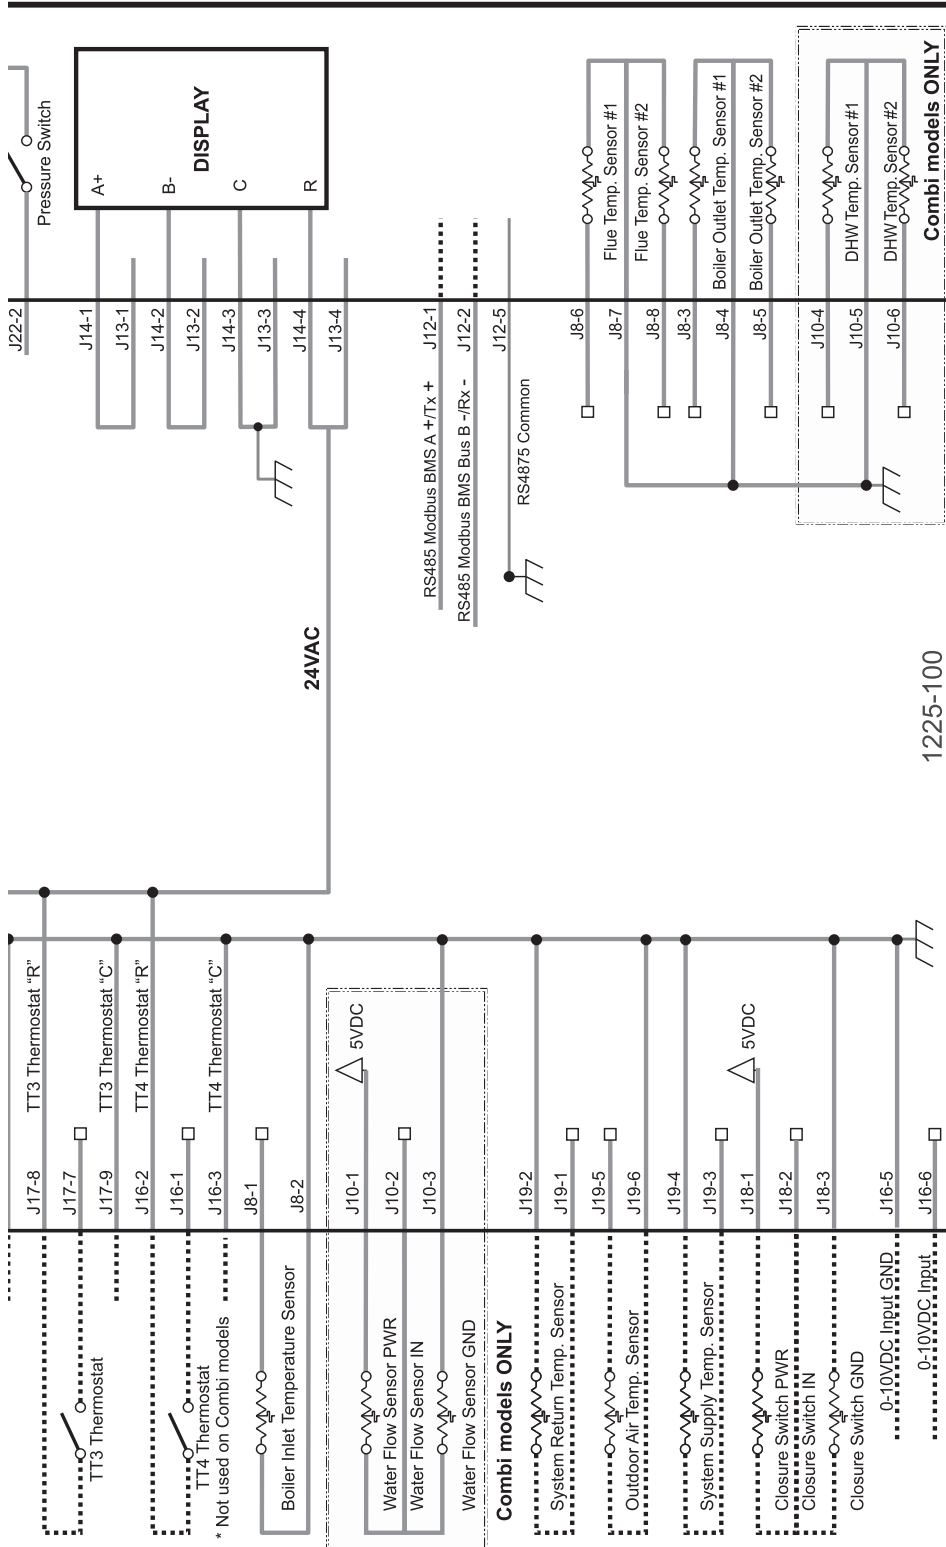 J22-2
Pressure Switch
J14-1
A+
J13-1
J14-2
B-
J13-2
J14-3
C
J13-3
J14-4
R
J13-4
DISPLAY
24VAC
RS485 Modbus BMS A +/Tx +
J12-1
RS485 Modbus BMS Bus B -/Rx -
J12-2
RS4875 Common
J12-5
J8-6
Flue Temp. Sensor #1
J8-7
Flue Temp. Sensor #2
J8-8
J8-3
Boiler Outlet Temp. Sensor #1
J8-4
Boiler Outlet Temp. Sensor #2
J8-5
J10-4
DHW Temp. Sensor #1
J10-5
DHW Temp. Sensor #2
J10-6
Combi models ONLY
J17-8
TT3 Thermostat “R”
J17-7
TT3 Thermostat
J17-9
TT3 Thermostat “C”
J16-2
TT4 Thermostat “R”
J16-1
TT4 Thermostat
* Not used on Combi models
J16-3
TT4 Thermostat “C”
J8-1
Boiler Inlet Temperature Sensor
J8-2
J10-1
5VDC
Water Flow Sensor PWR
J10-2
Water Flow Sensor IN
J10-3
Water Flow Sensor GND
Combi models ONLY
J19-2
System Return Temp. Sensor
J19-1
J19-5
Outdoor Air Temp. Sensor
J19-6
J19-4
System Supply Temp. Sensor
J19-3
J18-1
5VDC
Closure Switch PWR
J18-2
Closure Switch IN
J18-3
Closure Switch GND
J16-5
0-10VDC Input GND
J16-6
0-10VDC Input
1225-100